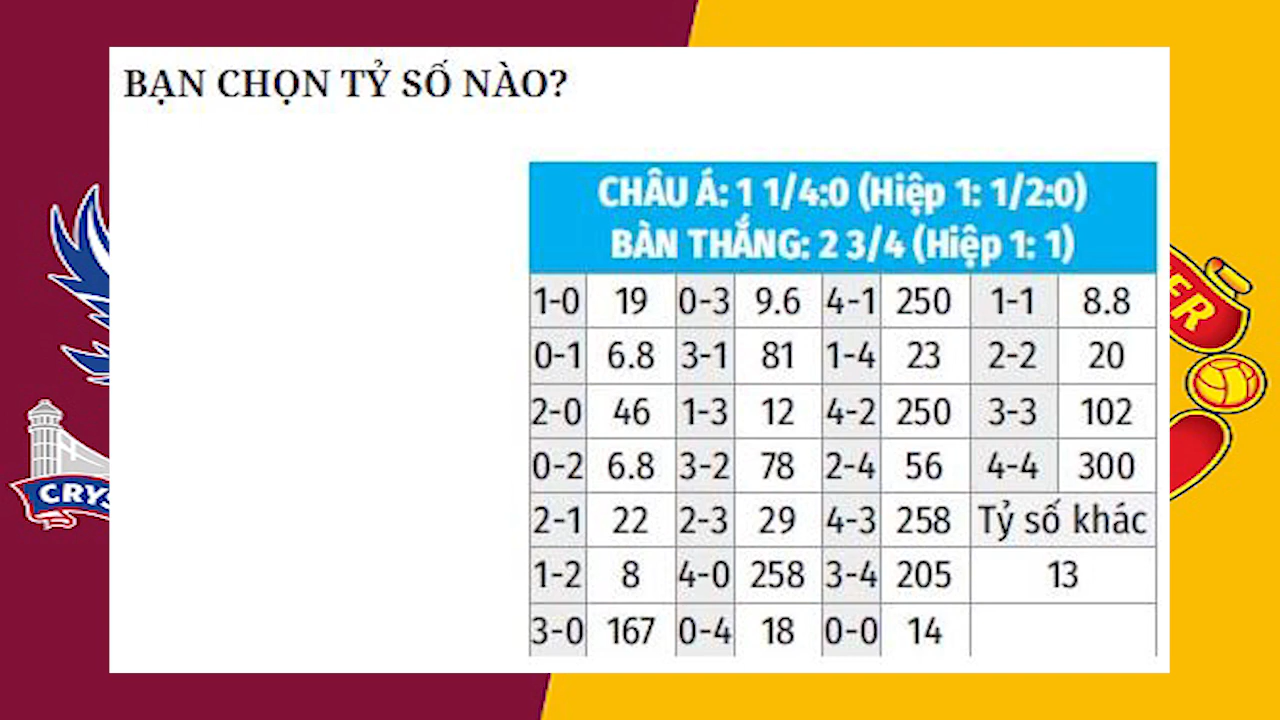 BẠN CHỌN TỶ SỐ NÀO?
CHÂU Á: 1 1/4:0 (Hiệp 1: 1/2:0)
BÀN THẮNG: 2 3/4 (Hiệp 1: 1)
1-0 19 0-3 9.6 4-1 250 1-1 8.8
0-1 6.8 3-1 81 1-4 23 2-2 20
2-0 46 1-3 12 4-2 250 3-3 102
0-2 6.8 3-2 78 2-4 56 4-4 300
2-1 22 2-3 29 4-3 258 Tỷ số khác
1-2 8 4-0 258 3-4 205 13
3-0 167 0-4 18 0-0 14
CRYS
ER